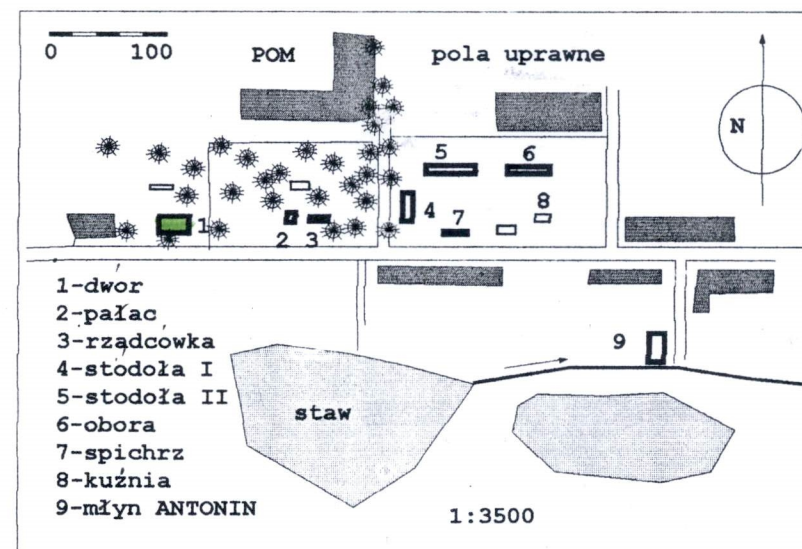 0 100
POM
pola uprawne
N
5
6
4
7
8
1
2
3
9
1-dwór
2-pałac
3-rządcówka
4-stodoła I
5-stodoła II
6-obora
7-spichrz
8-kuźnia
9-młyn ANTONIN
staw
1:3500